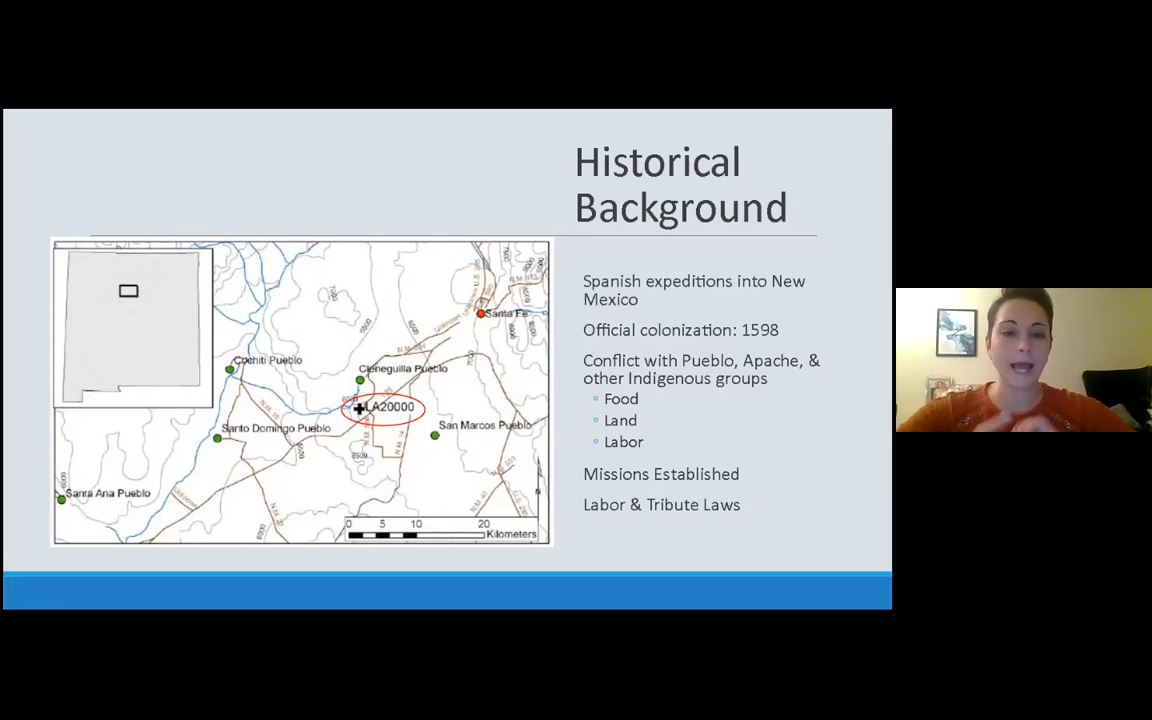 Historical
Background
Spanish expeditions into New
Mexico
Official colonization: 1598
Conflict with Pueblo, Apache, &
other Indigenous groups
Food
Land
Labor
Missions Established
Labor & Tribute Laws
Santa Fe
Cochiti Pueblo
Cieneguilla Pueblo
LA20000
Santo Domingo Pueblo
San Marcos Pueblo
Santa Ana Pueblo
N
0 5 10 20
Kilometers